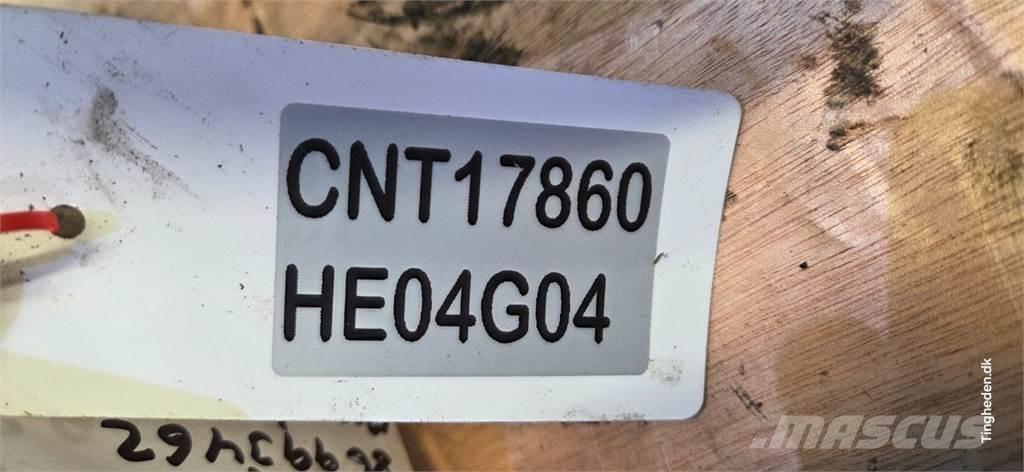 CNT17860
HE04G04
MASCUS
Tingheden.dk